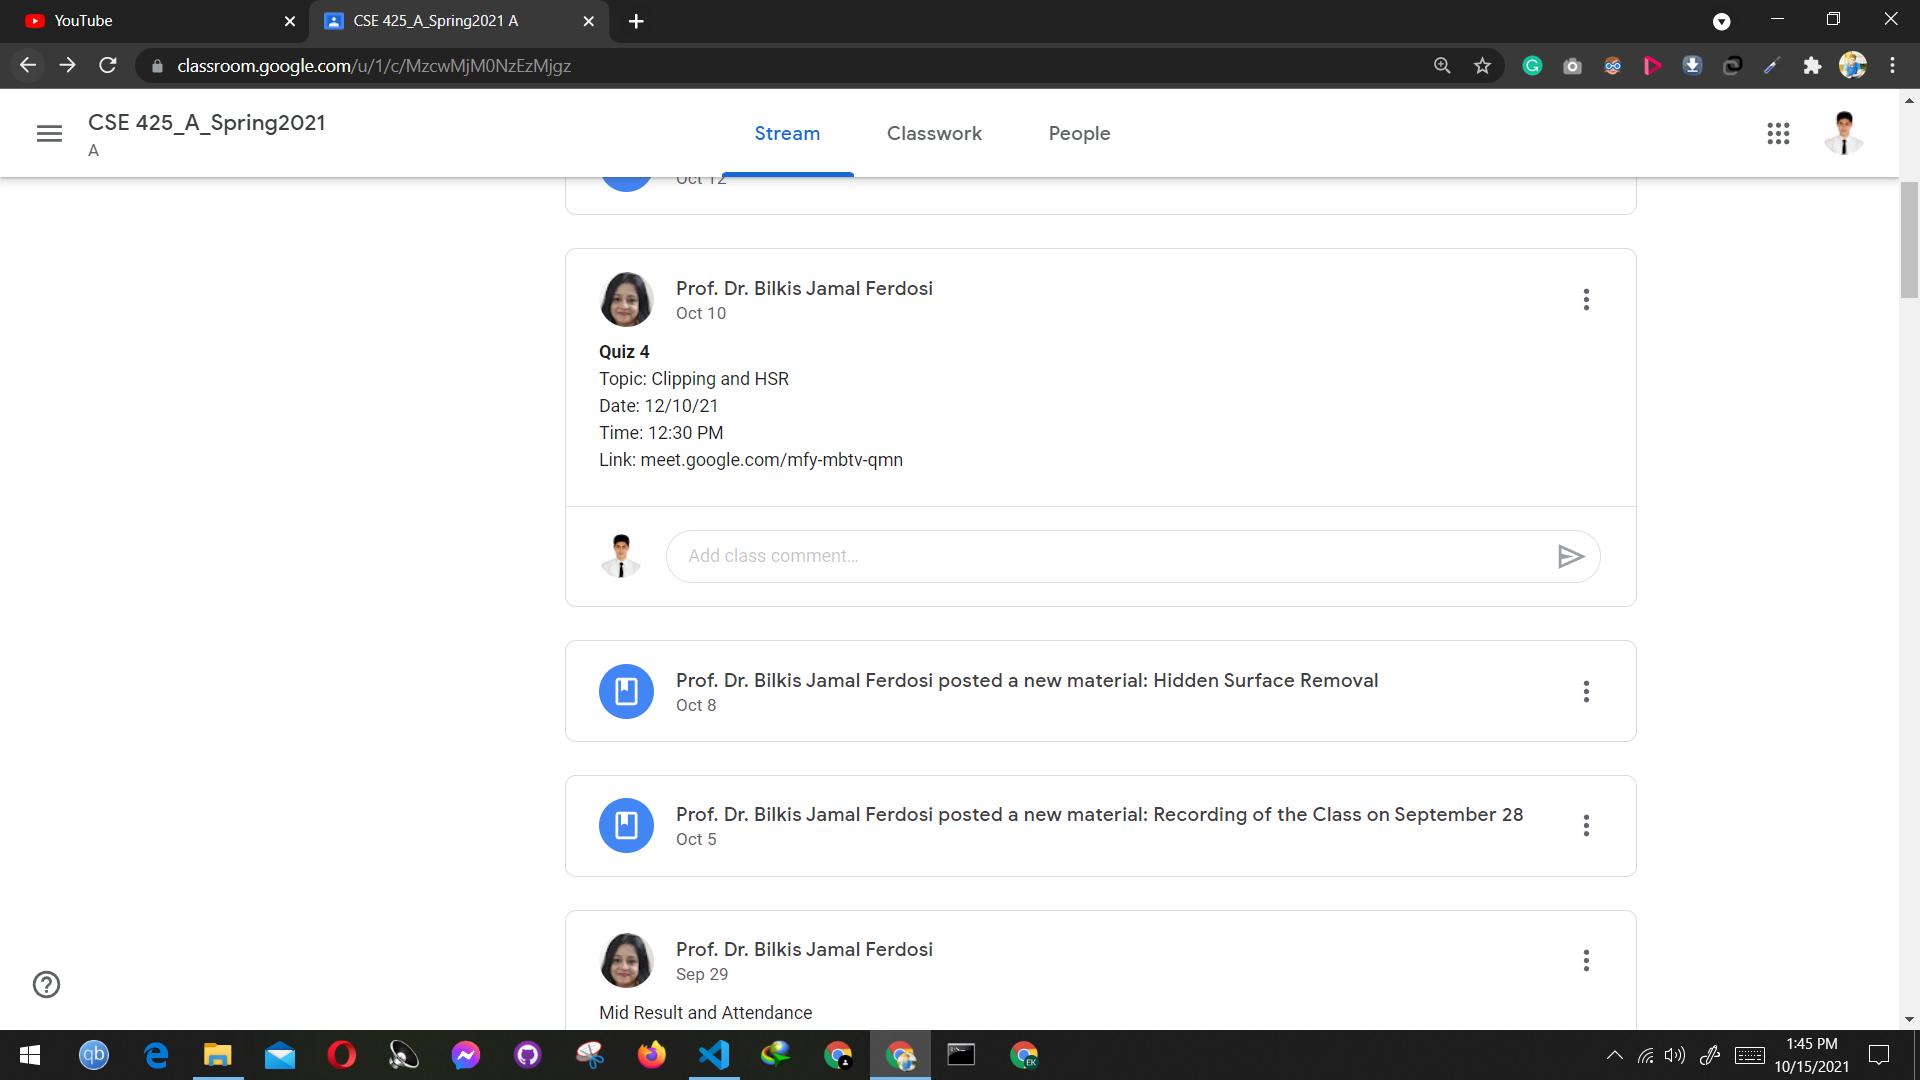 YouTube
CSE 425_A_Spring2021 A
classroom.google.com/u/1/c/MzcwMjM0NzEzMjgz
CSE 425_A_Spring2021
A
Stream
Classwork
People
Oct 12
Prof. Dr. Bilkis Jamal Ferdosi
Oct 10
Quiz 4
Topic: Clipping and HSR
Date: 12/10/21
Time: 12:30 PM
Link: meet.google.com/mfy-mbtv-qmn
Add class comment...
Prof. Dr. Bilkis Jamal Ferdosi posted a new material: Hidden Surface Removal
Oct 8
Prof. Dr. Bilkis Jamal Ferdosi posted a new material: Recording of the Class on September 28
Oct 5
Prof. Dr. Bilkis Jamal Ferdosi
Sep 29
Mid Result and Attendance
qb
EK
1:45 PM
10/15/2021